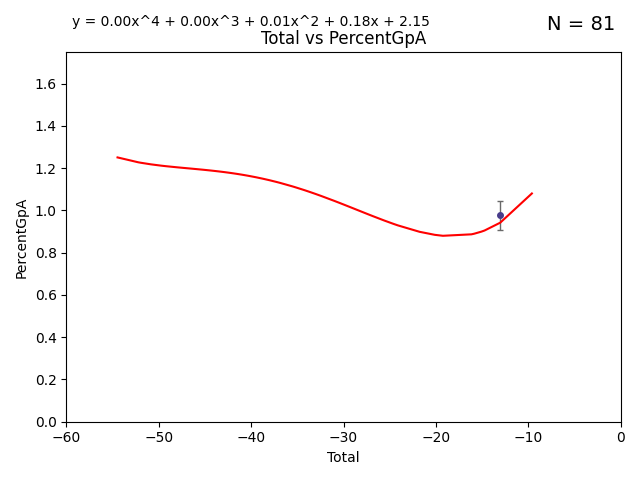 y = 0.00x^4 + 0.00x^3 + 0.01x^2 + 0.18x + 2.15
N = 81
Total vs PercentGpA
PercentGpA
1.6
1.4
1.2
1.0
0.8
0.6
0.4
0.2
0.0
−60 −50 −40 −30 −20 −10 0
Total